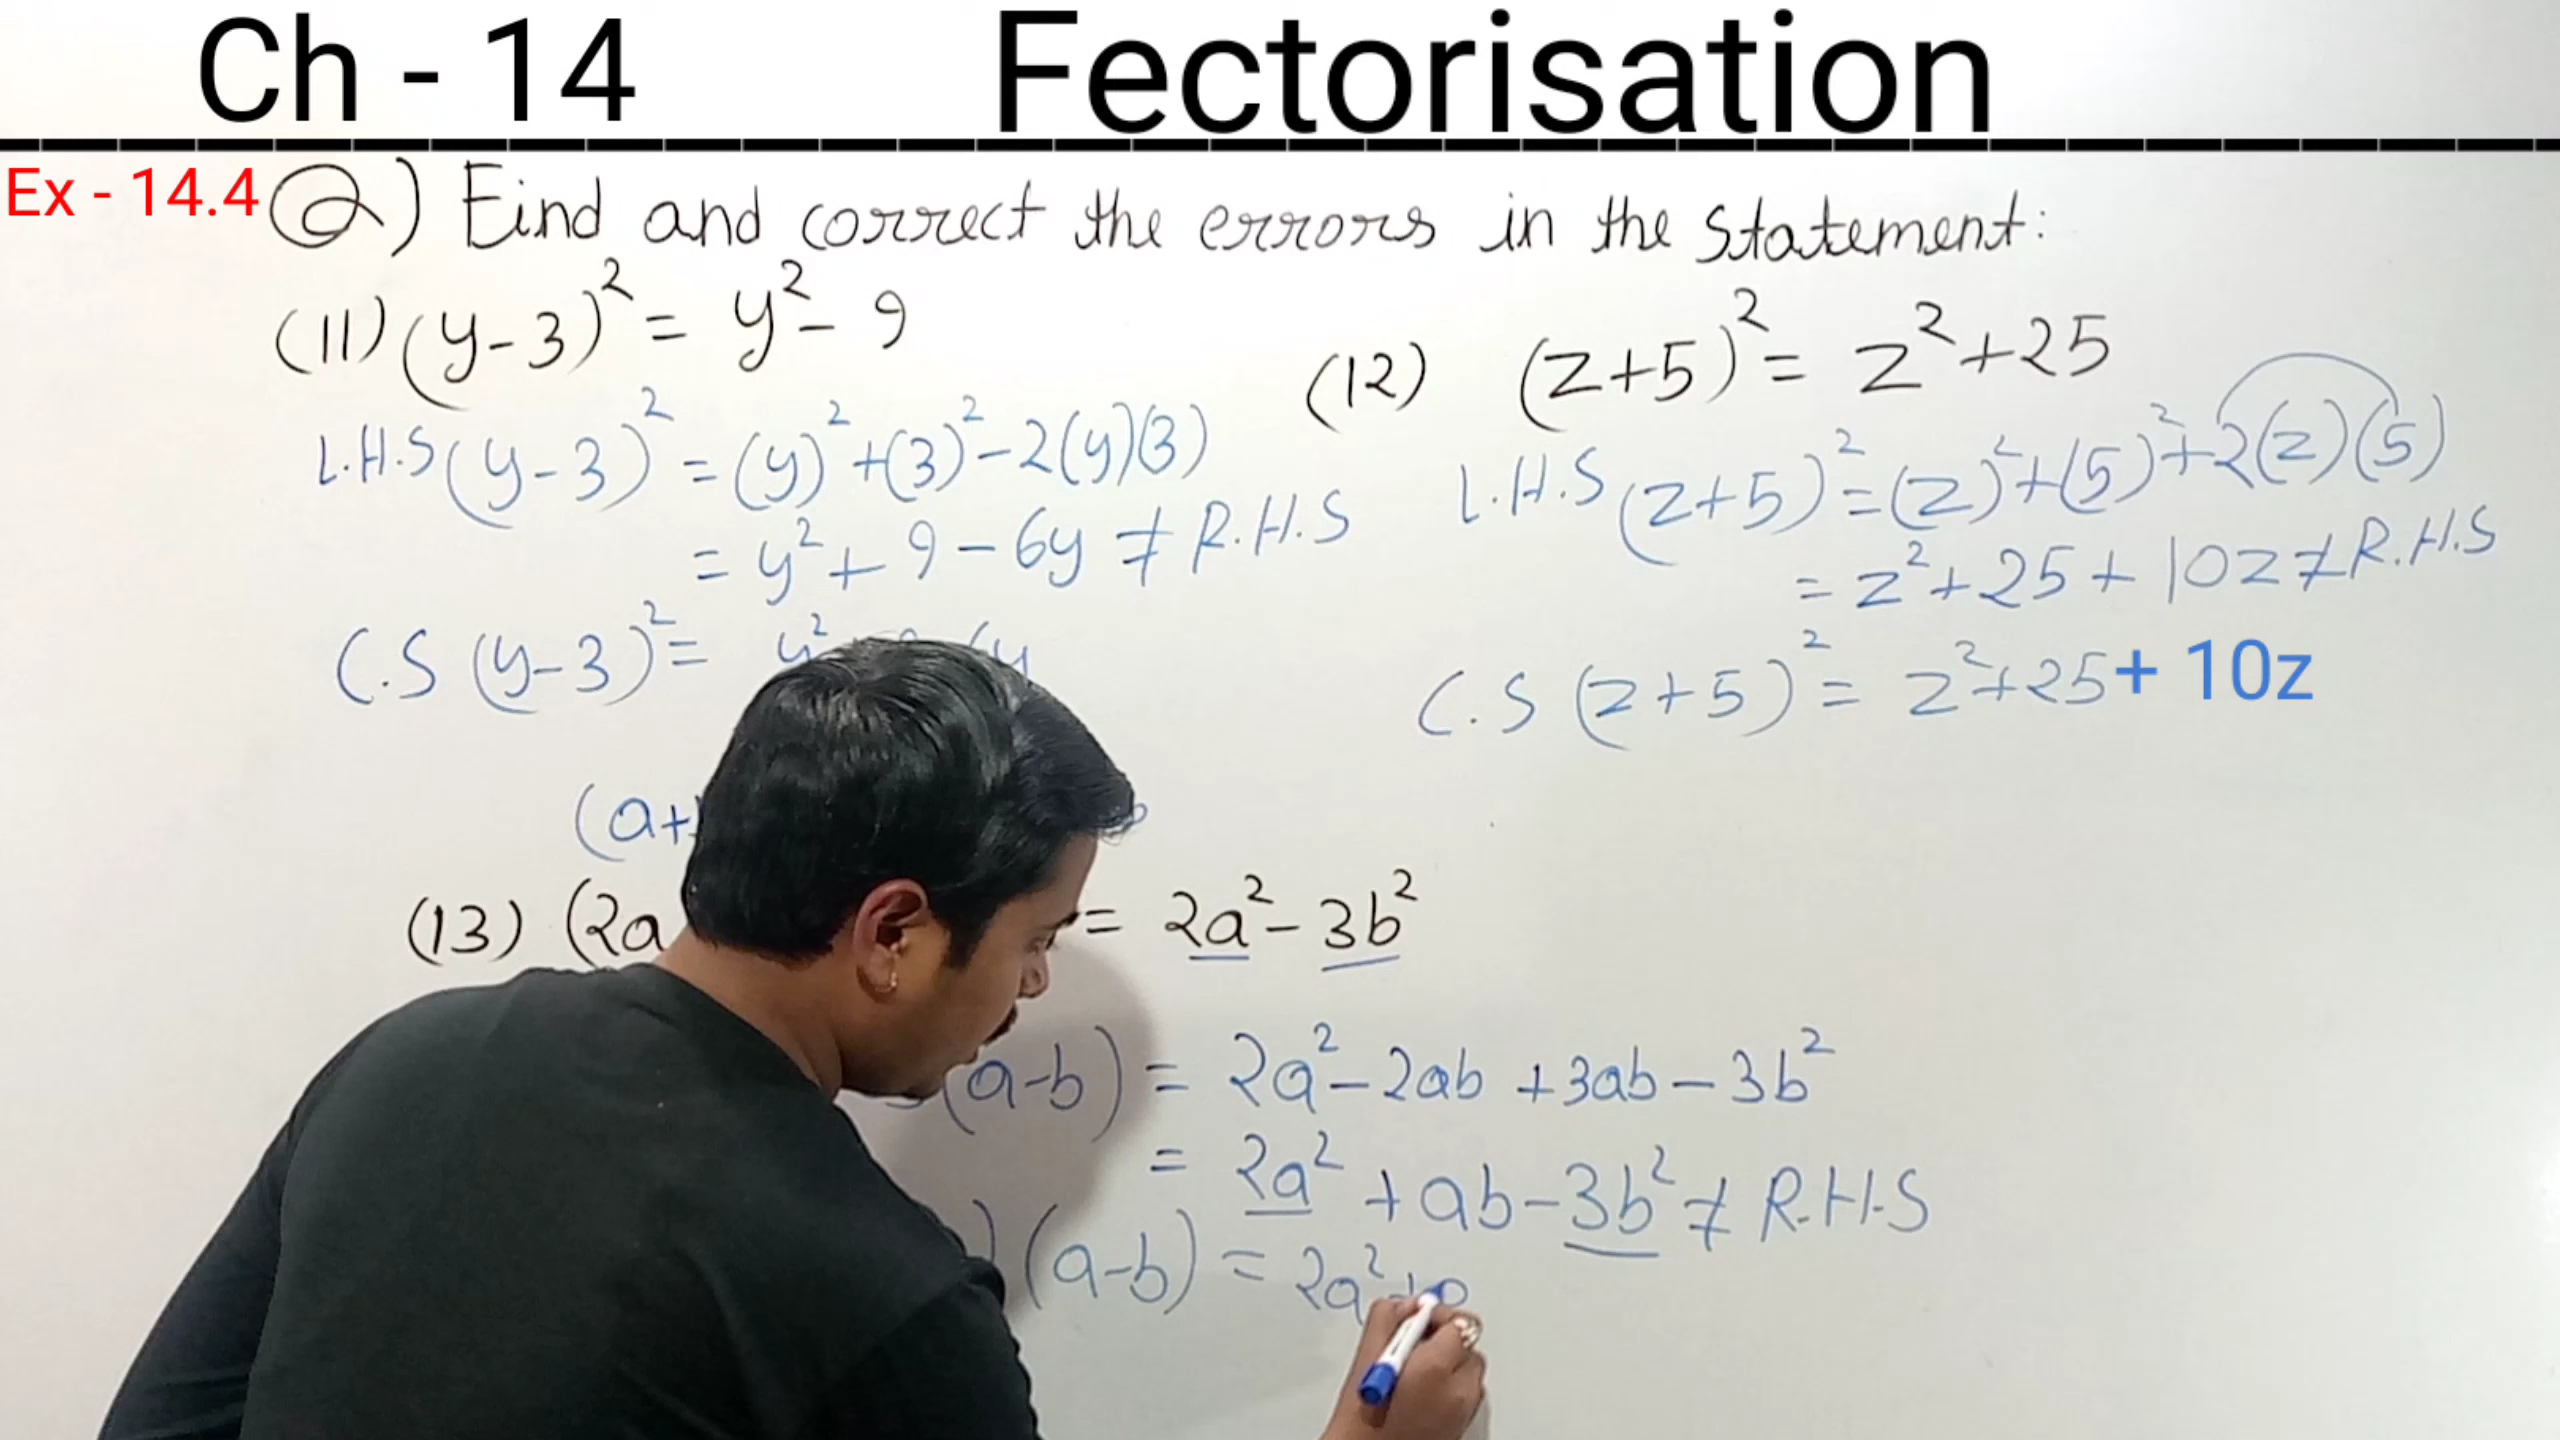 Ch - 14 Fectorisation
Ex - 14.4 Q) Find and correct the errors in the statement:
(11) (y-3)² = y² - 9
L.H.S (y-3)² = (y)² + (3)² - 2(y)(3)
= y² + 9 - 6y ≠ R.H.S
C.S (y-3)² = y²
(12) (z+5)² = z² + 25
L.H.S (z+5)² = (z)² + (5)² + 2(z)(5)
= z² + 25 + 10z ≠ R.H.S
C.S (z+5)² = z² + 25 + 10z
(a+
(13) (2a = 2a² - 3b²
(a-b) = 2a² - 2ab + 3ab - 3b²
= 2a² + ab - 3b² ≠ R.H.S
) (a-b) = 2a² +